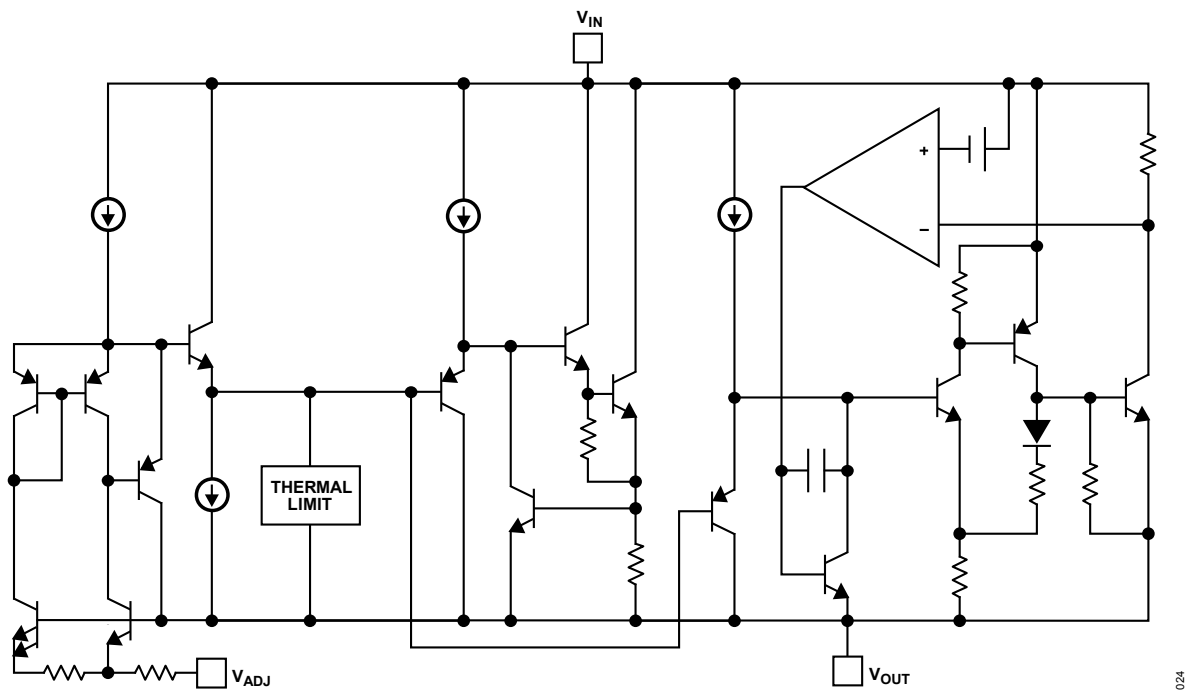 VIN
+
–
THERMAL
LIMIT
VADJ
VOUT
024